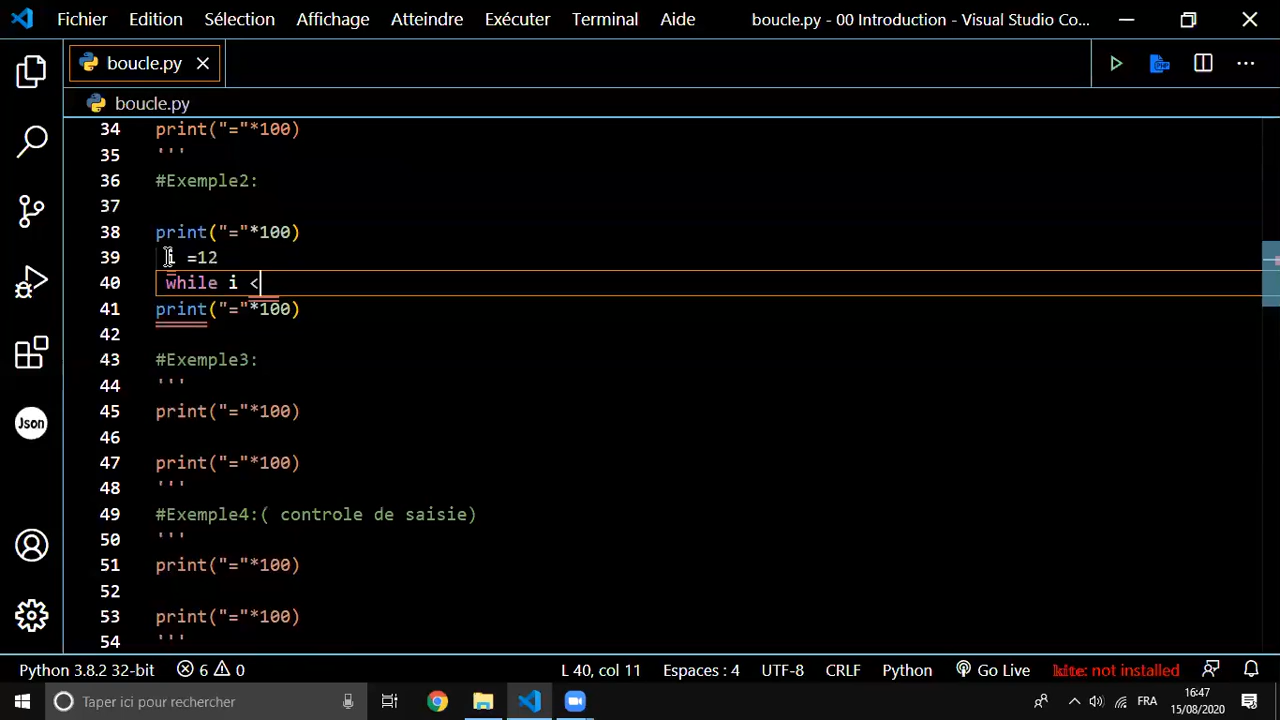 Fichier Edition Sélection Affichage Atteindre Exécuter Terminal Aide boucle.py - 00 Introduction - Visual Studio Co...
boucle.py
boucle.py
34 print("="*100)
35 '''
36 #Exemple2:
37
38 print("="*100)
39 i =12
40 while i <
41 print("="*100)
42
43 #Exemple3:
44 '''
45 print("="*100)
46
47 print("="*100)
48 '''
49 #Exemple4:( controle de saisie)
50 '''
51 print("="*100)
52
53 print("="*100)
54 '''
Json
Python 3.8.2 32-bit 6 0 L 40, col 11 Espaces : 4 UTF-8 CRLF Python Go Live kite: not installed
Taper ici pour rechercher FRA 16:47
15/08/2020